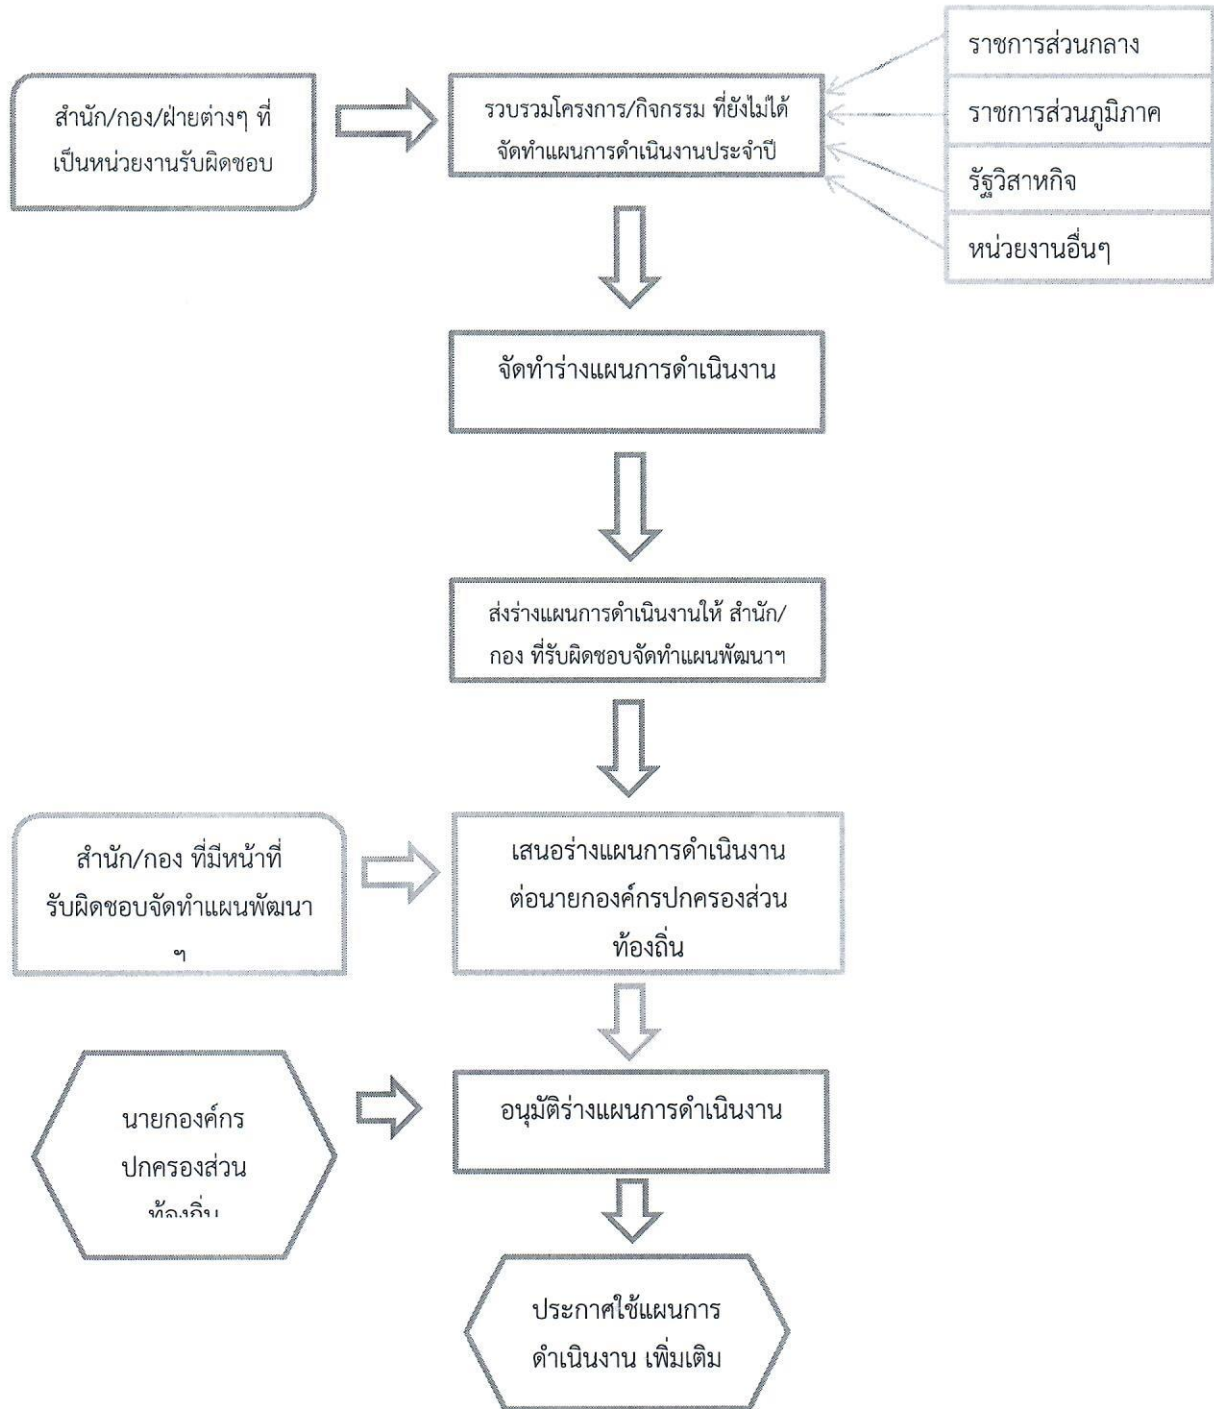 สำนัก/กอง/ฝ่ายต่างๆ ที่
เป็นหน่วยงานรับผิดชอบ
รวบรวมโครงการ/กิจกรรม ที่ยังไม่ได้
จัดทำแผนการดำเนินงานประจำปี
ราชการส่วนกลาง
ราชการส่วนภูมิภาค
รัฐวิสาหกิจ
หน่วยงานอื่นๆ
จัดทำร่างแผนการดำเนินงาน
ส่งร่างแผนการดำเนินงานให้ สำนัก/
กอง ที่รับผิดชอบจัดทำแผนพัฒนาฯ
สำนัก/กอง ที่มีหน้าที่
รับผิดชอบจัดทำแผนพัฒนา
ฯ
เสนอร่างแผนการดำเนินงาน
ต่อนายกองค์กรปกครองส่วน
ท้องถิ่น
นายกองค์กร
ปกครองส่วน
ท้องถิ่น
อนุมัติร่างแผนการดำเนินงาน
ประกาศใช้แผนการ
ดำเนินงาน เพิ่มเติม